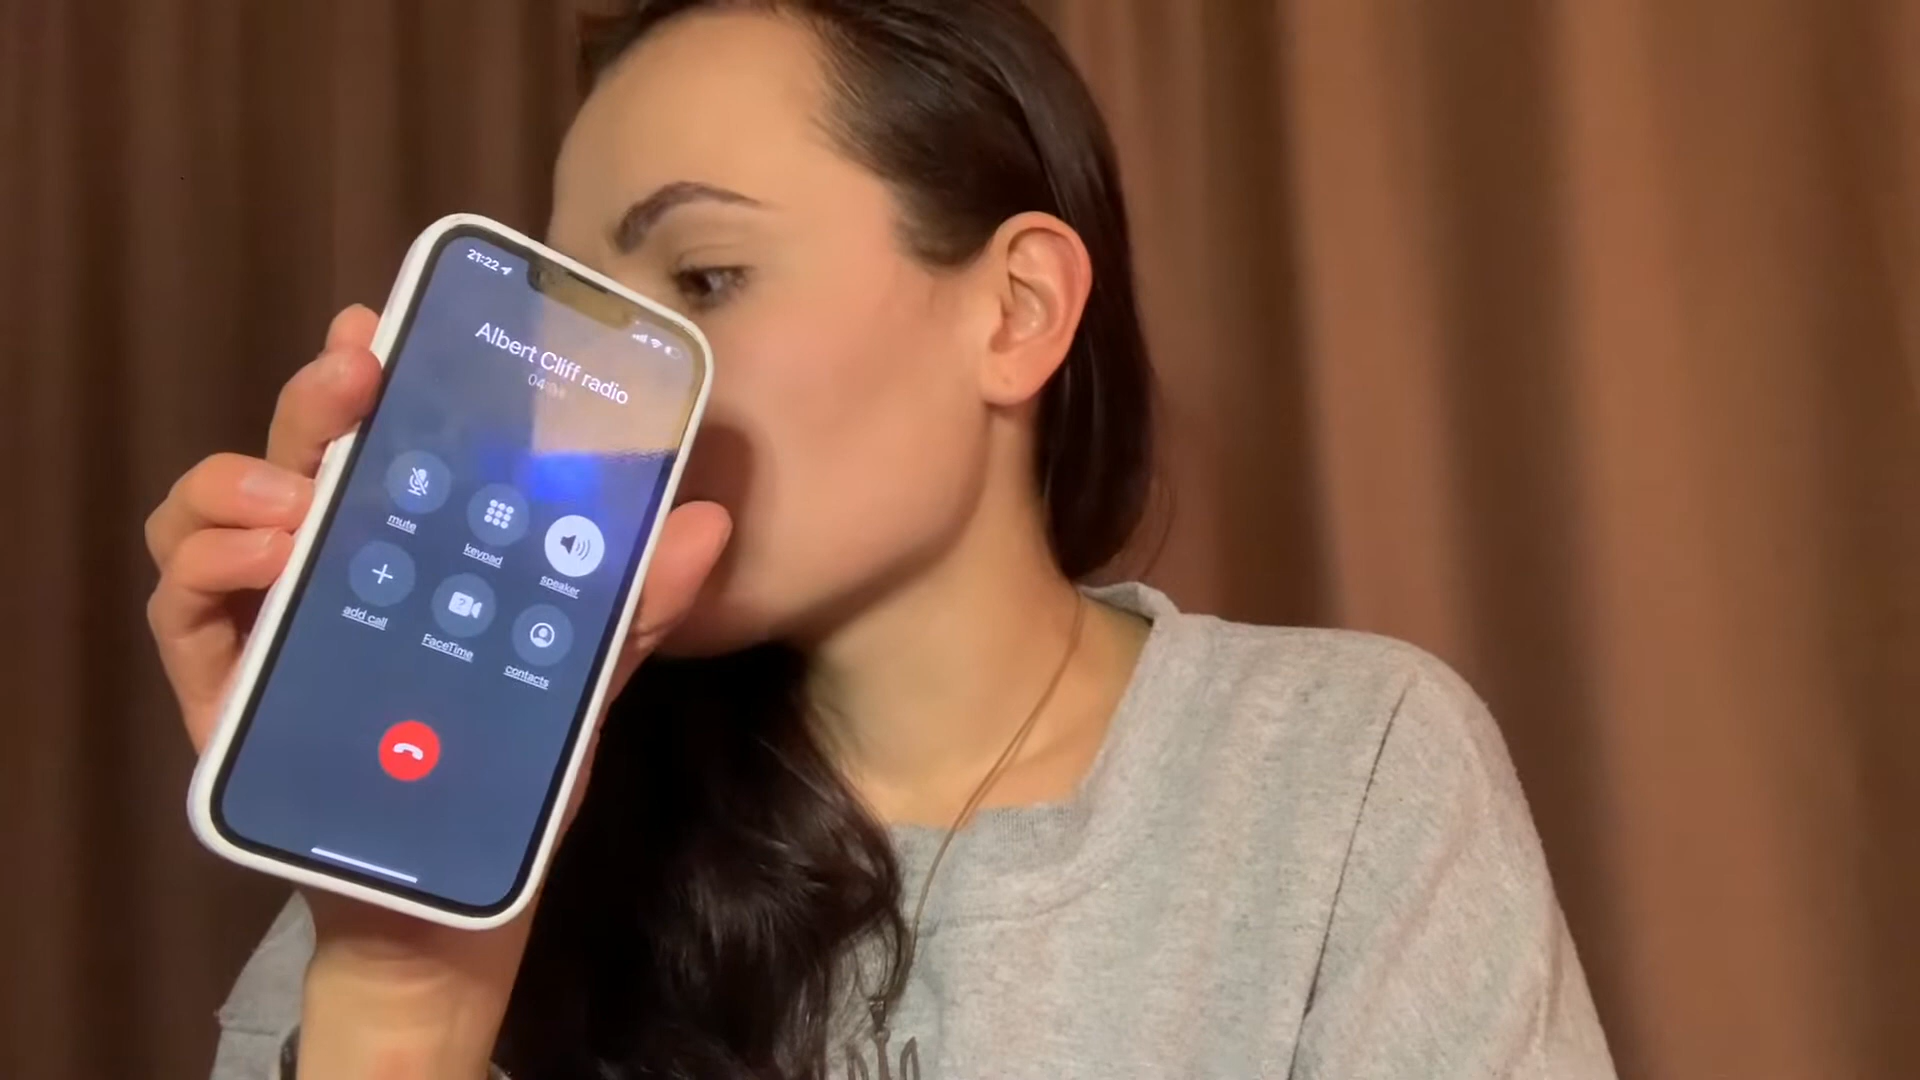 21:22
Albert Cliff radio
mute
keypad
speaker
add call
FaceTime
contacts